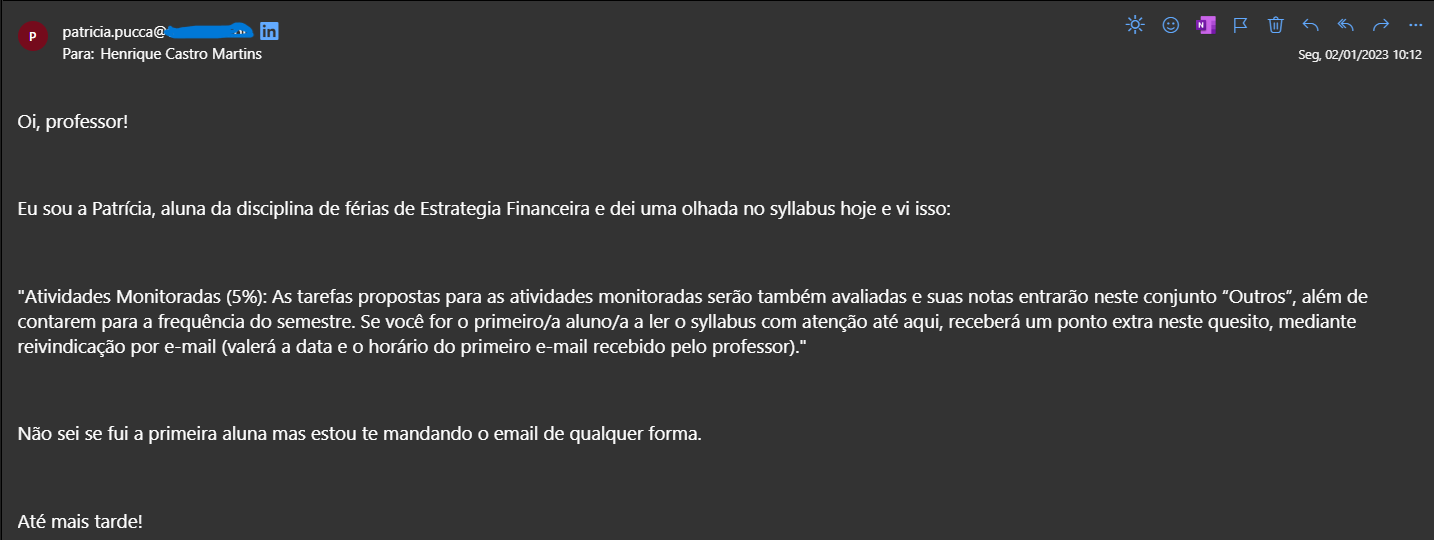 P
patricia.pucca@
in
N
Para: Henrique Castro Martins
Seg, 02/01/2023 10:12
Oi, professor!
Eu sou a Patrícia, aluna da disciplina de férias de Estrategia Financeira e dei uma olhada no syllabus hoje e vi isso:
"Atividades Monitoradas (5%): As tarefas propostas para as atividades monitoradas serão também avaliadas e suas notas entrarão neste conjunto “Outros”, além de
contarem para a frequência do semestre. Se você for o primeiro/a aluno/a a ler o syllabus com atenção até aqui, receberá um ponto extra neste quesito, mediante
reivindicação por e-mail (valerá a data e o horário do primeiro e-mail recebido pelo professor)."
Não sei se fui a primeira aluna mas estou te mandando o email de qualquer forma.
Até mais tarde!